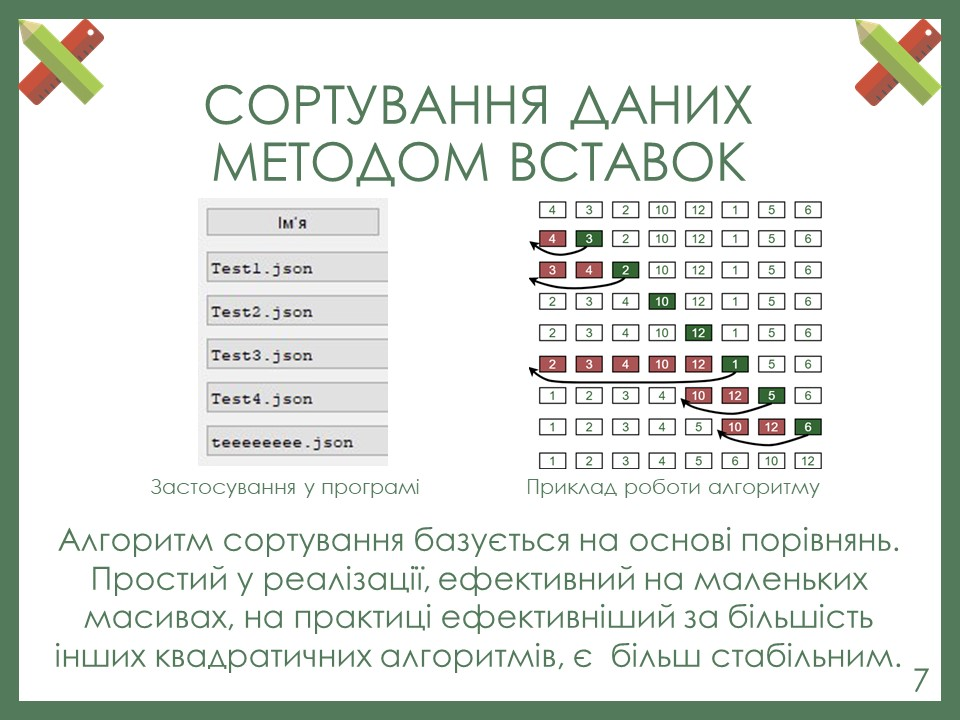 СОРТУВАННЯ ДАНИХ
МЕТОДОМ ВСТАВОК
Ім'я
Test1.json
Test2.json
Test3.json
Test4.json
teeeeeeee.json
4 3 2 10 12 1 5 6
4 3 2 10 12 1 5 6
3 4 2 10 12 1 5 6
2 3 4 10 12 1 5 6
2 3 4 10 12 1 5 6
2 3 4 10 12 1 5 6
1 2 3 4 10 12 5 6
1 2 3 4 5 10 12 6
1 2 3 4 5 6 10 12
Застосування у програмі
Приклад роботи алгоритму
Алгоритм сортування базується на основі порівнянь.
Простий у реалізації, ефективний на маленьких
масивах, на практиці ефективніший за більшість
інших квадратичних алгоритмів, є  більш стабільним.
7